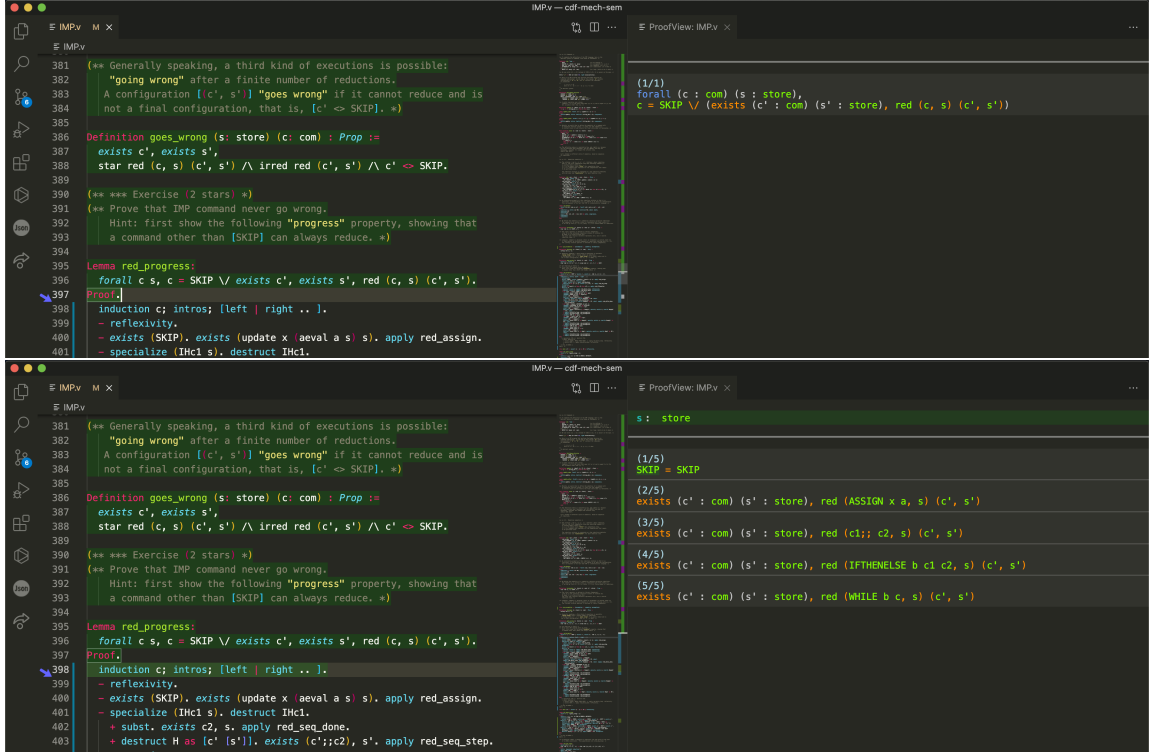 IMP.v — cdf-mech-sem
IMP.v M
ProofView: IMP.v
IMP.v
381 (** Generally speaking, a third kind of executions is possible:
382 "going wrong" after a finite number of reductions.
383 A configuration [(c', s')] "goes wrong" if it cannot reduce and is
384 not a final configuration, that is, [c' <> SKIP]. *)
385
386 Definition goes_wrong (s: store) (c: com) : Prop :=
387 exists c', exists s',
388 star red (c, s) (c', s') /\ irred red (c', s') /\ c' <> SKIP.
389
390 (** *** Exercise (2 stars) *)
391 (** Prove that IMP command never go wrong.
392 Hint: first show the following "progress" property, showing that
393 a command other than [SKIP] can always reduce. *)
394
395 Lemma red_progress:
396 forall c s, c = SKIP \/ exists c', exists s', red (c, s) (c', s').
397 Proof.
398 induction c; intros; [left | right .. ].
399 - reflexivity.
400 - exists (SKIP). exists (update x (aeval a s) s). apply red_assign.
401 - specialize (IHc1 s). destruct IHc1.
6
Json
(1/1)
forall (c : com) (s : store),
c = SKIP \/ (exists (c' : com) (s' : store), red (c, s) (c', s'))
IMP.v — cdf-mech-sem
IMP.v M
ProofView: IMP.v
IMP.v
381 (** Generally speaking, a third kind of executions is possible:
382 "going wrong" after a finite number of reductions.
383 A configuration [(c', s')] "goes wrong" if it cannot reduce and is
384 not a final configuration, that is, [c' <> SKIP]. *)
385
386 Definition goes_wrong (s: store) (c: com) : Prop :=
387 exists c', exists s',
388 star red (c, s) (c', s') /\ irred red (c', s') /\ c' <> SKIP.
389
390 (** *** Exercise (2 stars) *)
391 (** Prove that IMP command never go wrong.
392 Hint: first show the following "progress" property, showing that
393 a command other than [SKIP] can always reduce. *)
394
395 Lemma red_progress:
396 forall c s, c = SKIP \/ exists c', exists s', red (c, s) (c', s').
397 Proof.
398 induction c; intros; [left | right .. ].
399 - reflexivity.
400 - exists (SKIP). exists (update x (aeval a s) s). apply red_assign.
401 - specialize (IHc1 s). destruct IHc1.
402 + subst. exists c2, s. apply red_seq_done.
403 + destruct H as [c' [s']]. exists (c';;c2), s'. apply red_seq_step.
6
Json
s : store
(1/5)
SKIP = SKIP
(2/5)
exists (c' : com) (s' : store), red (ASSIGN x a, s) (c', s')
(3/5)
exists (c' : com) (s' : store), red (c1;; c2, s) (c', s')
(4/5)
exists (c' : com) (s' : store), red (IFTHENELSE b c1 c2, s) (c', s')
(5/5)
exists (c' : com) (s' : store), red (WHILE b c, s) (c', s')